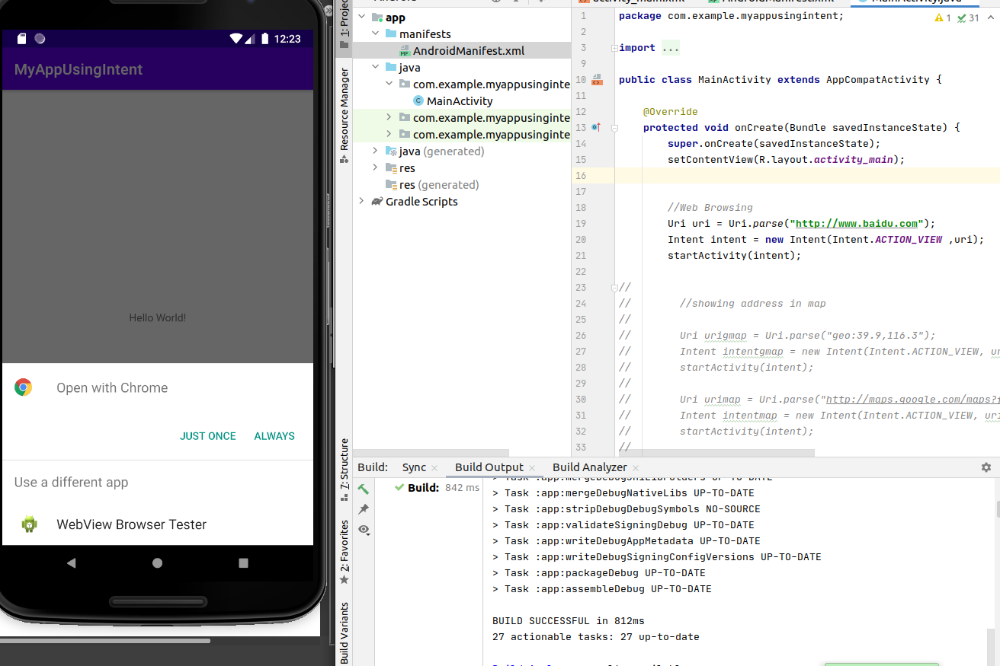 12:23
MyAppUsingIntent
Hello World!
Open with Chrome
JUST ONCE ALWAYS
Use a different app
WebView Browser Tester
1: Projec
Resource Manager
7: Structure
2: Favorites
Build Variants
app
manifests
AndroidManifest.xml
java
com.example.myappusinginte
MainActivity
com.example.myappusinginte
com.example.myappusinginte
java (generated)
res
res (generated)
Gradle Scripts
1 package com.example.myappusingintent;
1 31
2
3 import ...
9
10 public class MainActivity extends AppCompatActivity {
11
12 @Override
13 protected void onCreate(Bundle savedInstanceState) {
14 super.onCreate(savedInstanceState);
15 setContentView(R.layout.activity_main);
16
17
18 //Web Browsing
19 Uri uri = Uri.parse("http://www.baidu.com");
20 Intent intent = new Intent(Intent.ACTION_VIEW ,uri);
21 startActivity(intent);
22
23 //
24 // //showing address in map
25 //
26 // Uri urigmap = Uri.parse("geo:39.9,116.3");
27 // Intent intentgmap = new Intent(Intent.ACTION_VIEW, ur
28 // startActivity(intent);
29 //
30 // Uri urimap = Uri.parse("http://maps.google.com/maps?f
31 // Intent intentmap = new Intent(Intent.ACTION_VIEW, uri
32 // startActivity(intent);
33 //
Build: Sync Build Output Build Analyzer
Build: 842 ms
> Task :app:mergeDebugJniLibFolders UP-TO-DATE
> Task :app:mergeDebugNativeLibs UP-TO-DATE
> Task :app:stripDebugDebugSymbols NO-SOURCE
> Task :app:validateSigningDebug UP-TO-DATE
> Task :app:writeDebugAppMetadata UP-TO-DATE
> Task :app:writeDebugSigningConfigVersions UP-TO-DATE
> Task :app:packageDebug UP-TO-DATE
> Task :app:assembleDebug UP-TO-DATE
BUILD SUCCESSFUL in 812ms
27 actionable tasks: 27 up-to-date